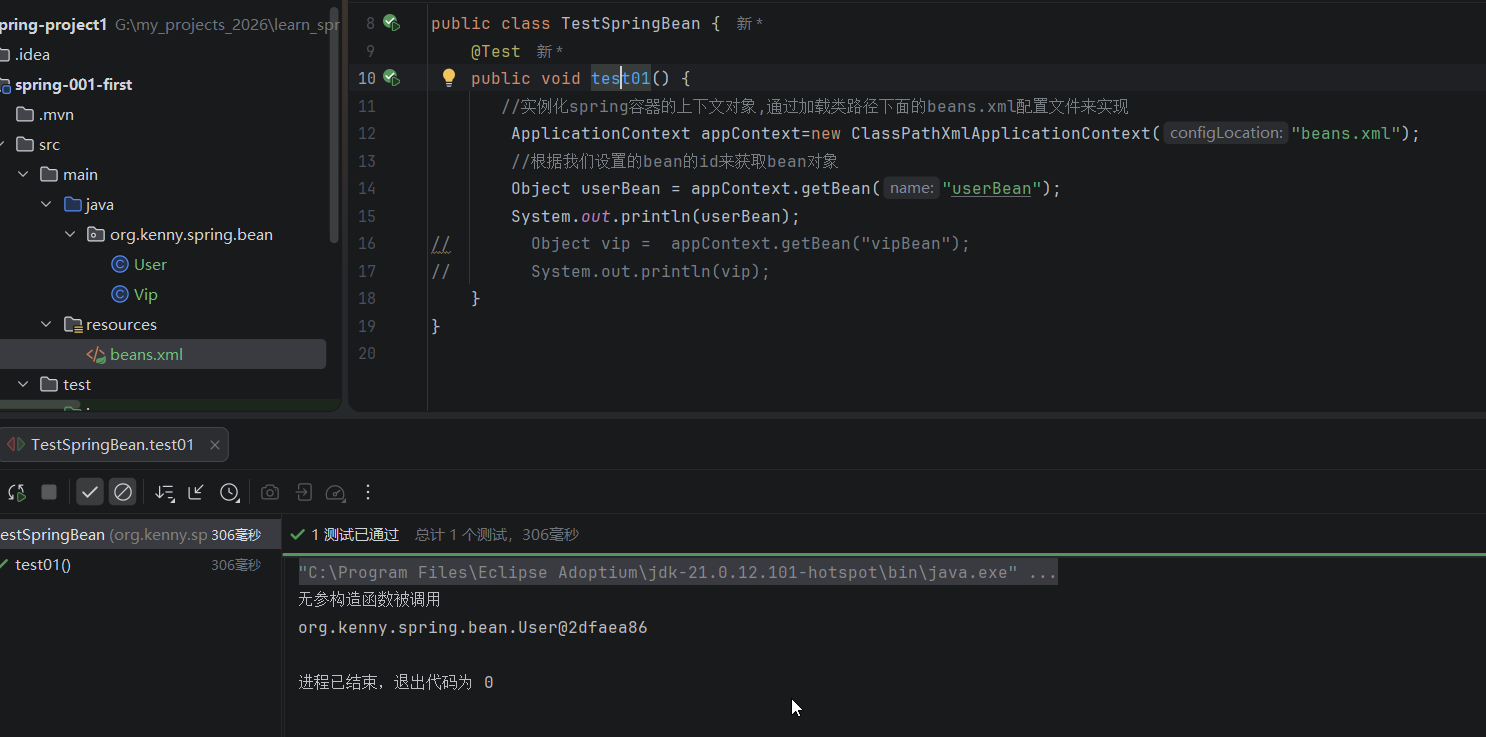 pring-project1 G:\my_projects_2026\learn_spr
.idea
spring-001-first
.mvn
src
main
java
org.kenny.spring.bean
User
Vip
resources
beans.xml
test
8 public class TestSpringBean { 新 *
9 @Test 新 *
10 public void test01() {
11 //实例化spring容器的上下文对象,通过加载类路径下面的beans.xml配置文件来实现
12 ApplicationContext appContext=new ClassPathXmlApplicationContext( configLocation: "beans.xml");
13 //根据我们设置的bean的id来获取bean对象
14 Object userBean = appContext.getBean( name: "userBean");
15 System.out.println(userBean);
16 // Object vip = appContext.getBean("vipBean");
17 // System.out.println(vip);
18 }
19 }
20
TestSpringBean.test01
estSpringBean (org.kenny.sp 306毫秒
test01() 306毫秒
1 测试已通过 总计 1 个测试, 306毫秒
"C:\Program Files\Eclipse Adoptium\jdk-21.0.12.101-hotspot\bin\java.exe" ...
无参构造函数被调用
org.kenny.spring.bean.User@2dfaea86
进程已结束，退出代码为 0